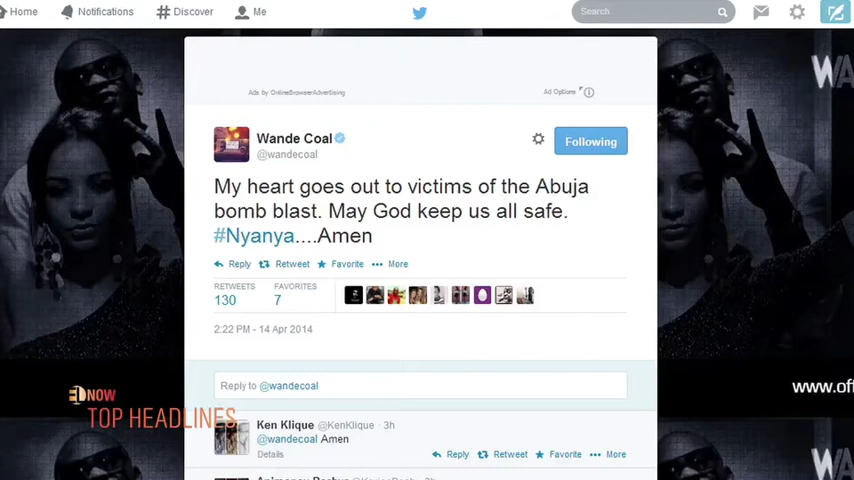 Home Notifications Discover Me Search
WA
Ads by OnlineBrowserAdvertising Ad Options
Wande Coal
@wandecoal
Following
My heart goes out to victims of the Abuja
bomb blast. May God keep us all safe.
#Nyanya....Amen
Reply Retweet Favorite More
RETWEETS FAVORITES
130 7
2:22 PM - 14 Apr 2014
Reply to @wandecoal
www.off
NOW
TOP HEADLINES
Ken Klique @KenKlique · 3h
@wandecoal Amen
Details Reply Retweet Favorite More
WA